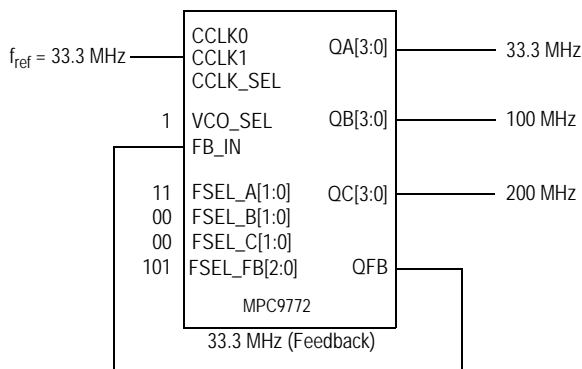 CCLK0
f_ref = 33.3 MHz CCLK1 QA[3:0] 33.3 MHz
CCLK_SEL
1 VCO_SEL QB[3:0] 100 MHz
FB_IN
11 FSEL_A[1:0] QC[3:0] 200 MHz
00 FSEL_B[1:0]
00 FSEL_C[1:0]
101 FSEL_FB[2:0] QFB
MPC9772
33.3 MHz (Feedback)